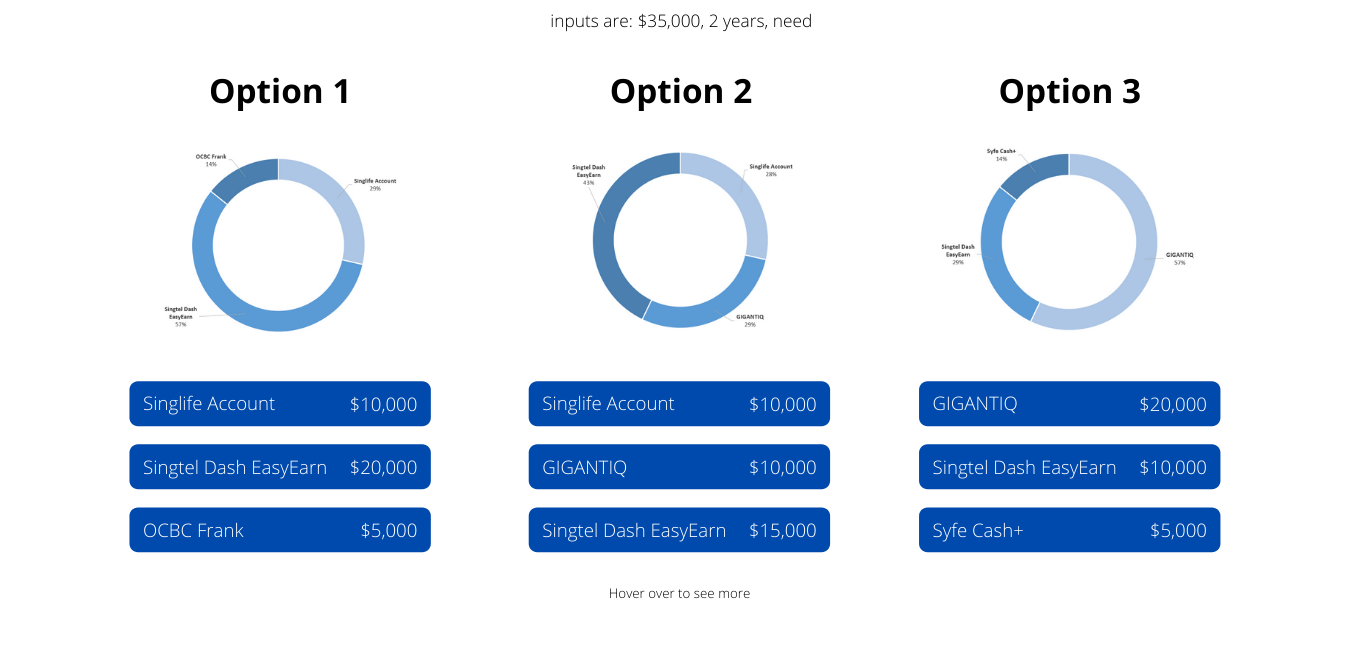 inputs are: $35,000, 2 years, need
Option 1
OCBC Frank
14%
Singlife Account
29%
Singtel Dash
EasyEarn
57%
Singlife Account $10,000
Singtel Dash EasyEarn $20,000
OCBC Frank $5,000
Option 2
Singtel Dash
EasyEarn
43%
Singlife Account
28%
GIGANTIQ
29%
Singlife Account $10,000
GIGANTIQ $10,000
Singtel Dash EasyEarn $15,000
Option 3
Syfe Cash+
14%
Singtel Dash
EasyEarn
29%
GIGANTIQ
57%
GIGANTIQ $20,000
Singtel Dash EasyEarn $10,000
Syfe Cash+ $5,000
Hover over to see more